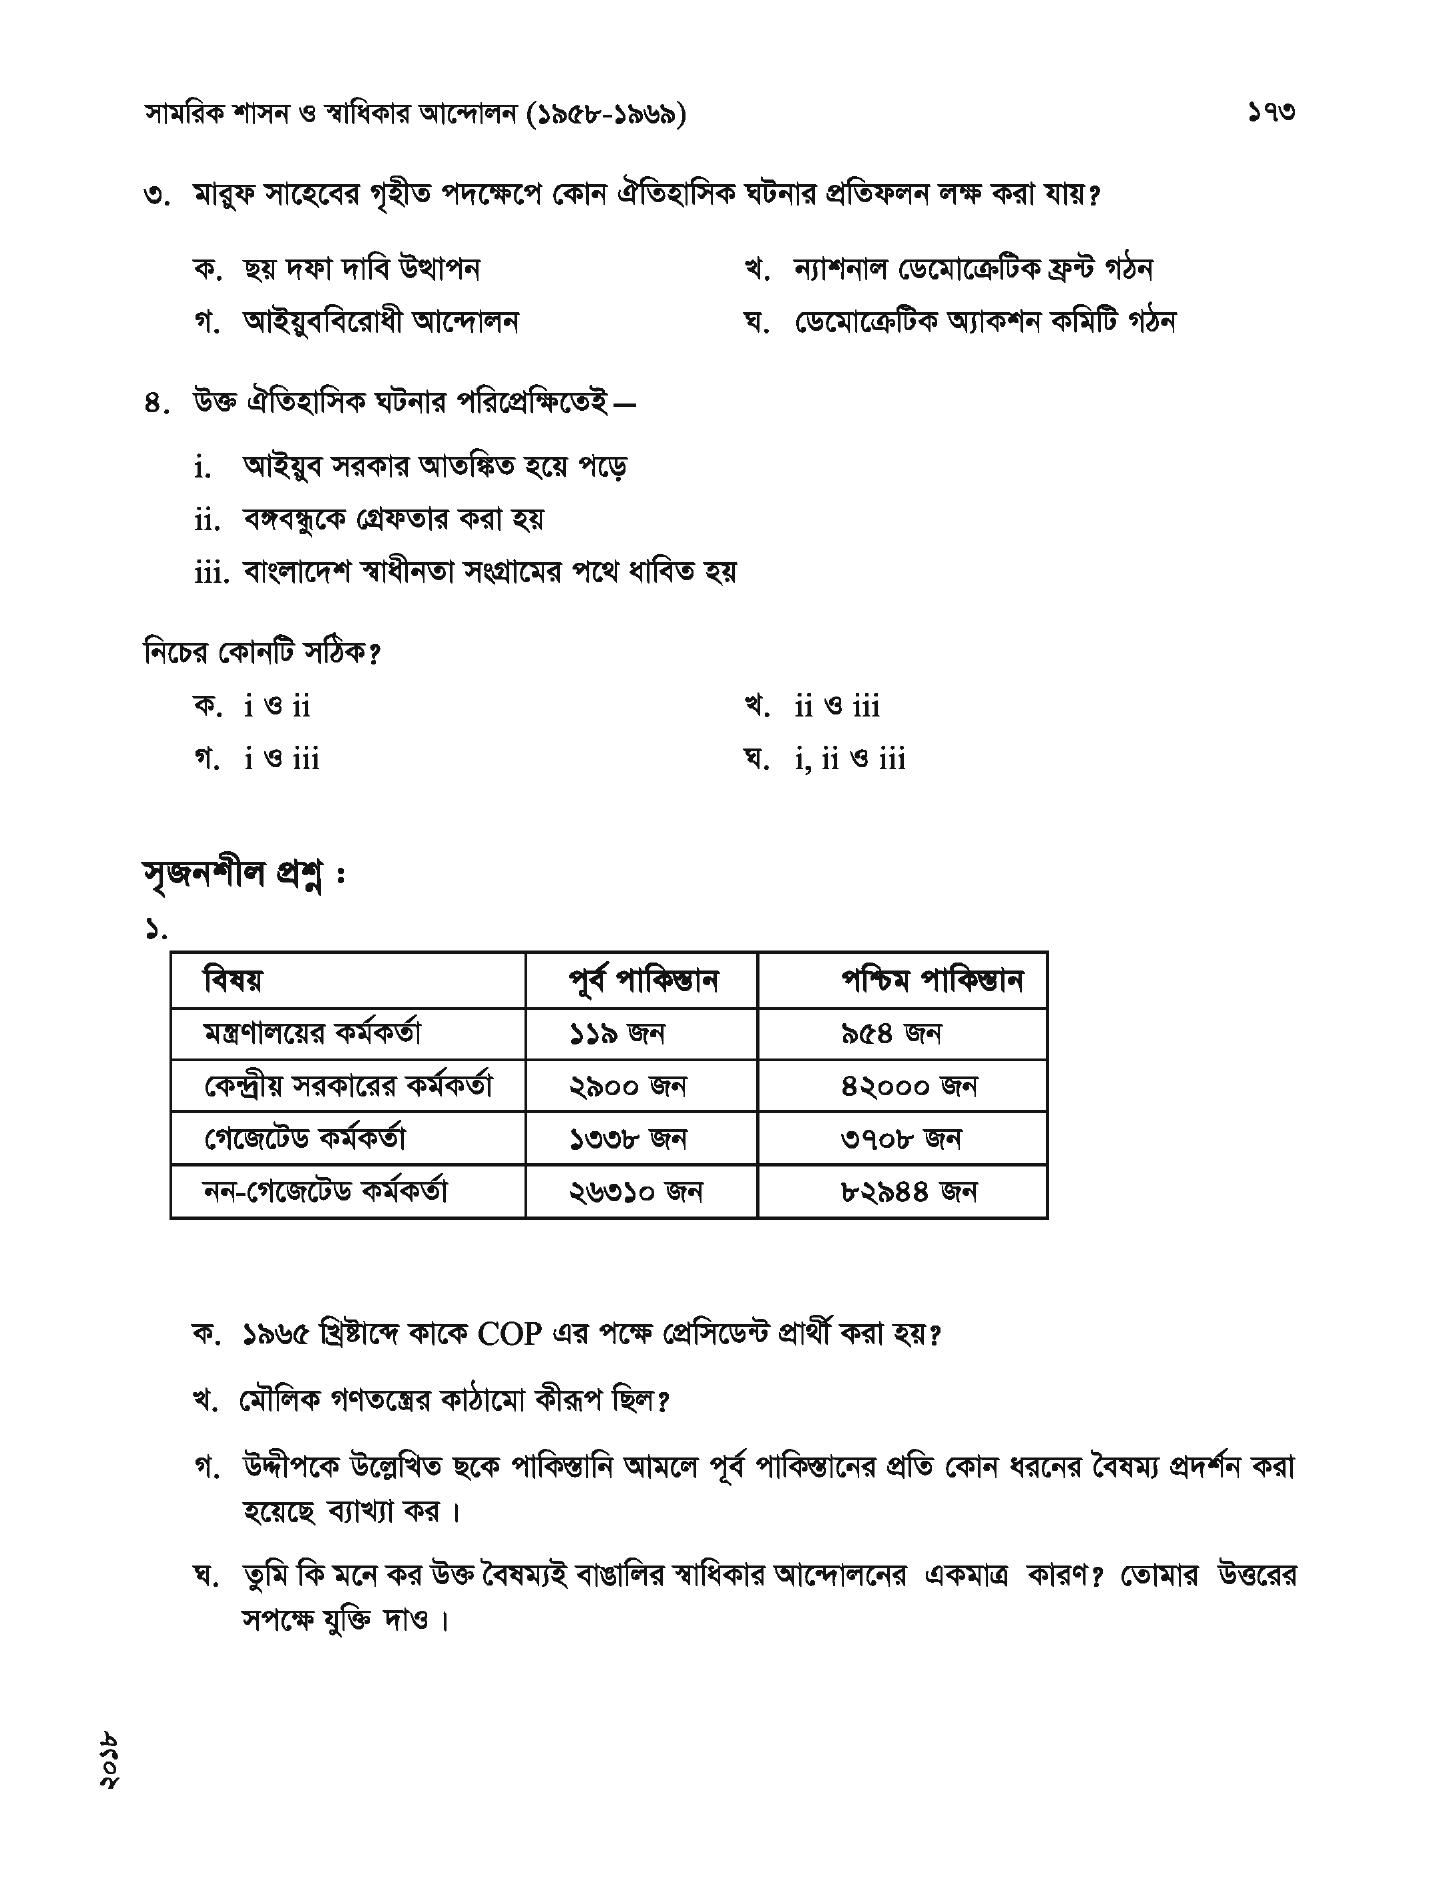 সামরিক শাসন ও স্বাধিকার আন্দোলন (১৯৫৮-১৯৬৯) ১৭৩
৩. মারুফ সাহেবের গৃহীত পদক্ষেপে কোন ঐতিহাসিক ঘটনার প্রতিফলন লক্ষ করা যায়?
ক. ছয় দফা দাবি উত্থাপন খ. ন্যাশনাল ডেমোক্রেটিক ফ্রন্ট গঠন
গ. আইয়ুববিরোধী আন্দোলন ঘ. ডেমোক্রেটিক অ্যাকশন কমিটি গঠন
৪. উক্ত ঐতিহাসিক ঘটনার পরিপ্রেক্ষিতেই—
i. আইয়ুব সরকার আতঙ্কিত হয়ে পড়ে
ii. বঙ্গবন্ধুকে গ্রেফতার করা হয়
iii. বাংলাদেশ স্বাধীনতা সংগ্রামের পথে ধাবিত হয়
নিচের কোনটি সঠিক?
ক. i ও ii খ. ii ও iii
গ. i ও iii ঘ. i, ii ও iii
সৃজনশীল প্রশ্ন :
১.
বিষয় পূর্ব পাকিস্তান পশ্চিম পাকিস্তান
মন্ত্রণালয়ের কর্মকর্তা ১১৯ জন ৯৫৪ জন
কেন্দ্রীয় সরকারের কর্মকর্তা ২৯০০ জন ৪২০০০ জন
গেজেটেড কর্মকর্তা ১৩৩৮ জন ৩৭০৮ জন
নন-গেজেটেড কর্মকর্তা ২৬৩১০ জন ৮২৯৪৪ জন
ক. ১৯৬৫ খ্রিষ্টাব্দে কাকে COP এর পক্ষে প্রেসিডেন্ট প্রার্থী করা হয়?
খ. মৌলিক গণতন্ত্রের কাঠামো কীরূপ ছিল?
গ. উদ্দীপকে উল্লেখিত ছকে পাকিস্তানি আমলে পূর্ব পাকিস্তানের প্রতি কোন ধরনের বৈষম্য প্রদর্শন করা
হয়েছে ব্যাখ্যা কর।
ঘ. তুমি কি মনে কর উক্ত বৈষম্যই বাঙালির স্বাধিকার আন্দোলনের একমাত্র কারণ? তোমার উত্তরের
সপক্ষে যুক্তি দাও।
২০১৮